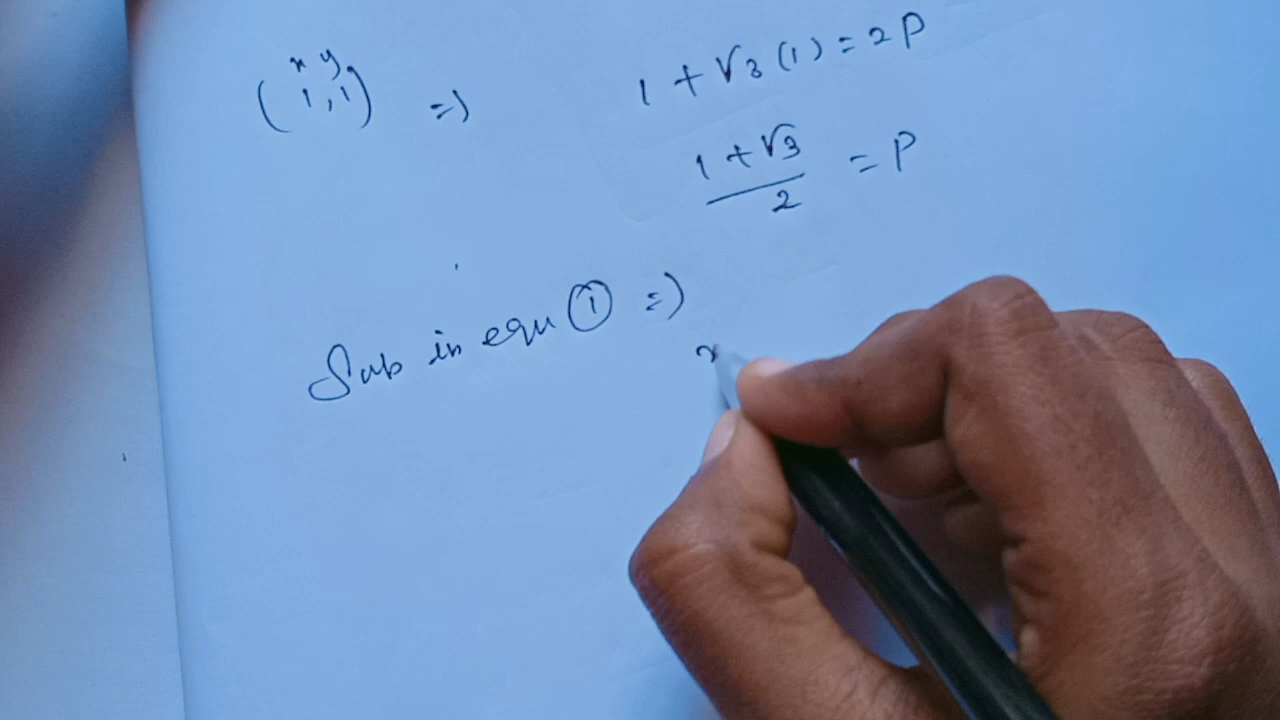 x y
(1,1) => 1 + √3 (1) = 2P
1 + √3
2
= P
Sub in equ ① =>
x